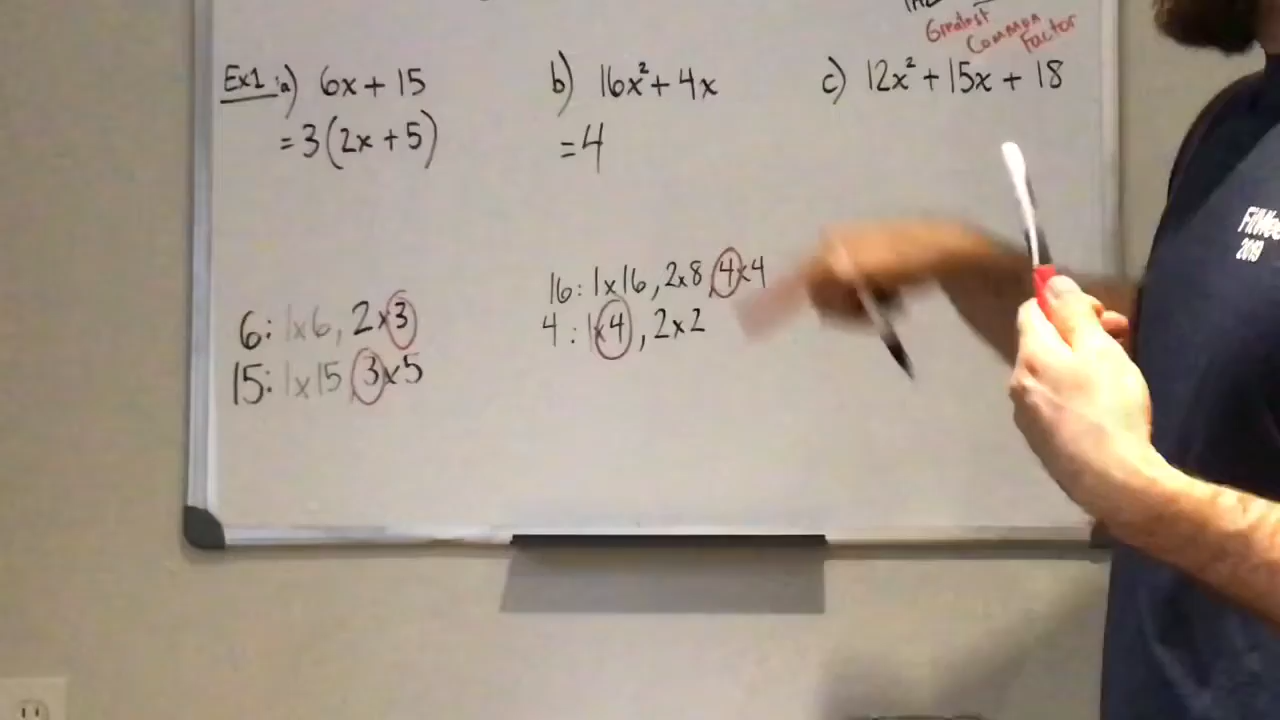 Greatest
Common
Factor
Ex1: a) 6x + 15
= 3(2x + 5)
b) 16x² + 4x
= 4
c) 12x² + 15x + 18
6: 1x6, 2x3
15: 1x15, 3x5
16: 1x16, 2x8, 4x4
4: 1x4, 2x2
2019